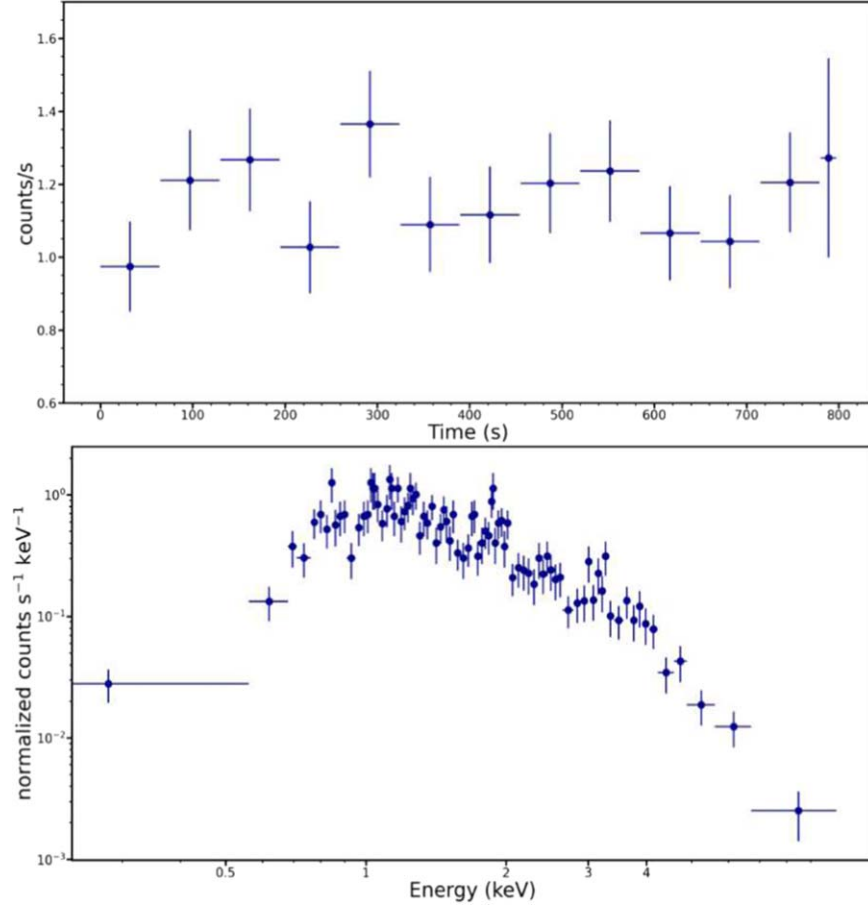 1.6
1.4
1.2
1.0
0.8
0.6
counts/s
0 100 200 300 400 500 600 700 800
Time (s)
10⁰
10⁻¹
10⁻²
10⁻³
normalized counts s⁻¹ keV⁻¹
0.5 1 2 3 4
Energy (keV)